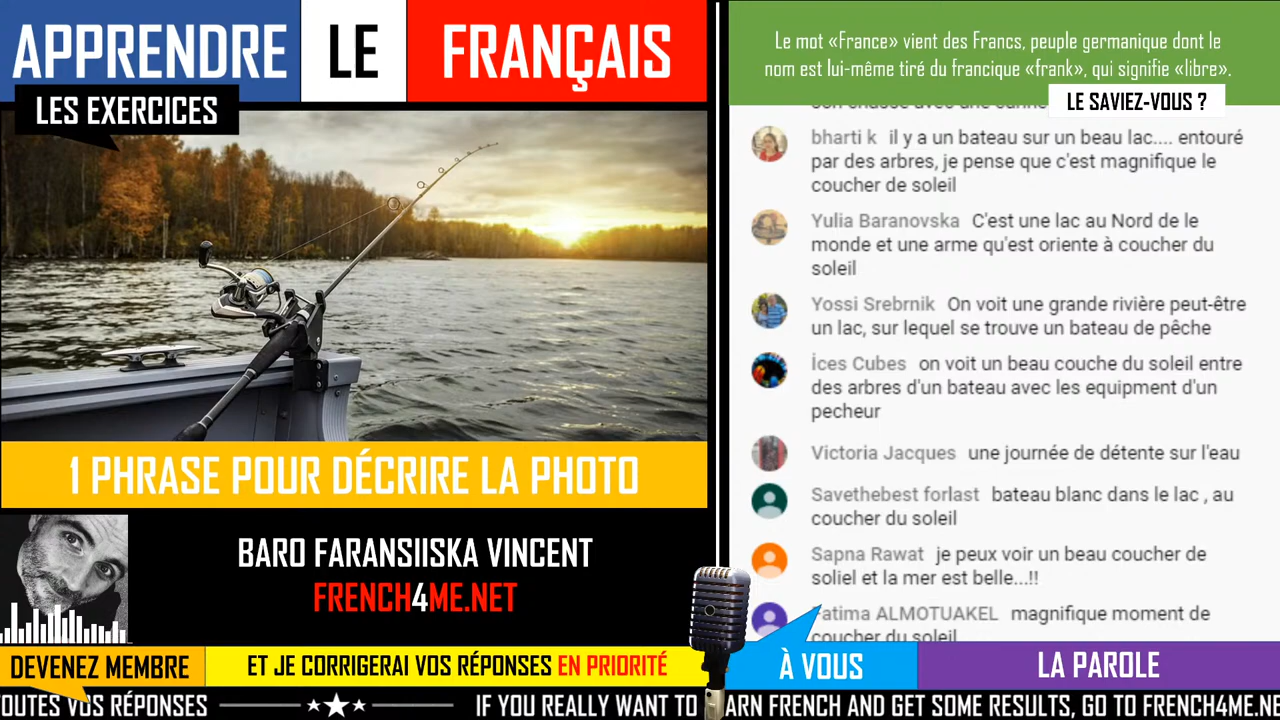 APPRENDRE LE FRANÇAIS
LES EXERCICES
1 PHRASE POUR DÉCRIRE LA PHOTO
BARO FARANSIISKA VINCENT
FRENCH4ME.NET
DEVENEZ MEMBRE
ET JE CORRIGERAI VOS RÉPONSES EN PRIORITÉ
Le mot «France» vient des Francs, peuple germanique dont le
nom est lui-même tiré du francique «frank», qui signifie «libre».
LE SAVIEZ-VOUS ?
bharti k il y a un bateau sur un beau lac.... entouré
par des arbres, je pense que c'est magnifique le
coucher de soleil
Yulia Baranovska C'est une lac au Nord de le
monde et une arme qu'est oriente à coucher du
soleil
Yossi Srebrnik On voit une grande rivière peut-être
un lac, sur lequel se trouve un bateau de pêche
İces Cubes on voit un beau couche du soleil entre
des arbres d'un bateau avec les equipment d'un
pecheur
Victoria Jacques une journée de détente sur l'eau
Savethebest forlast bateau blanc dans le lac , au
coucher du soleil
Sapna Rawat je peux voir un beau coucher de
soliel et la mer est belle...!!
Fatima ALMOTUAKEL magnifique moment de
coucher du soleil
À VOUS LA PAROLE
TOUTES VOS RÉPONSES IF YOU REALLY WANT TO ARN FRENCH AND GET SOME RESULTS, GO TO FRENCH4ME.NE